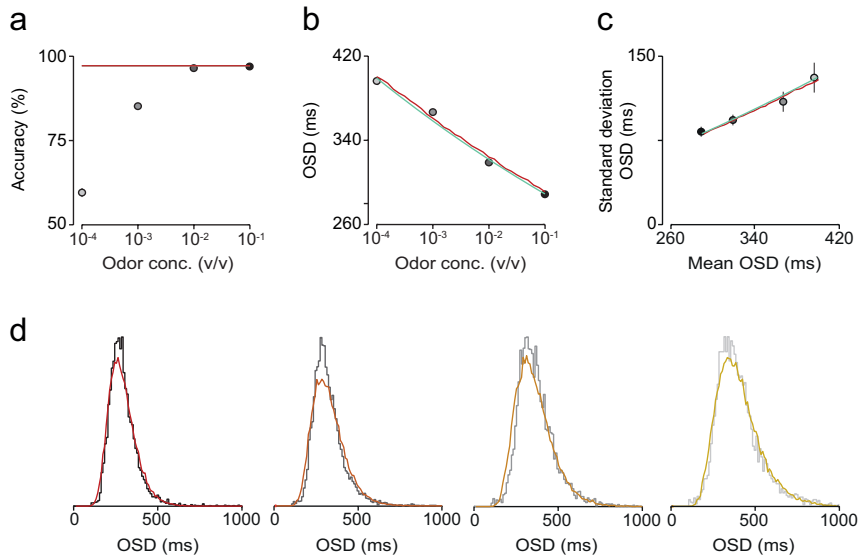 a
Accuracy (%)
100
75
50
10⁻⁴ 10⁻³ 10⁻² 10⁻¹
Odor conc. (v/v)
b
OSD (ms)
420
340
260
10⁻⁴ 10⁻³ 10⁻² 10⁻¹
Odor conc. (v/v)
c
Standard deviation
OSD (ms)
150
0
260 340 420
Mean OSD (ms)
d
0 500 1000
OSD (ms)
0 500 1000
OSD (ms)
0 500 1000
OSD (ms)
0 500 1000
OSD (ms)